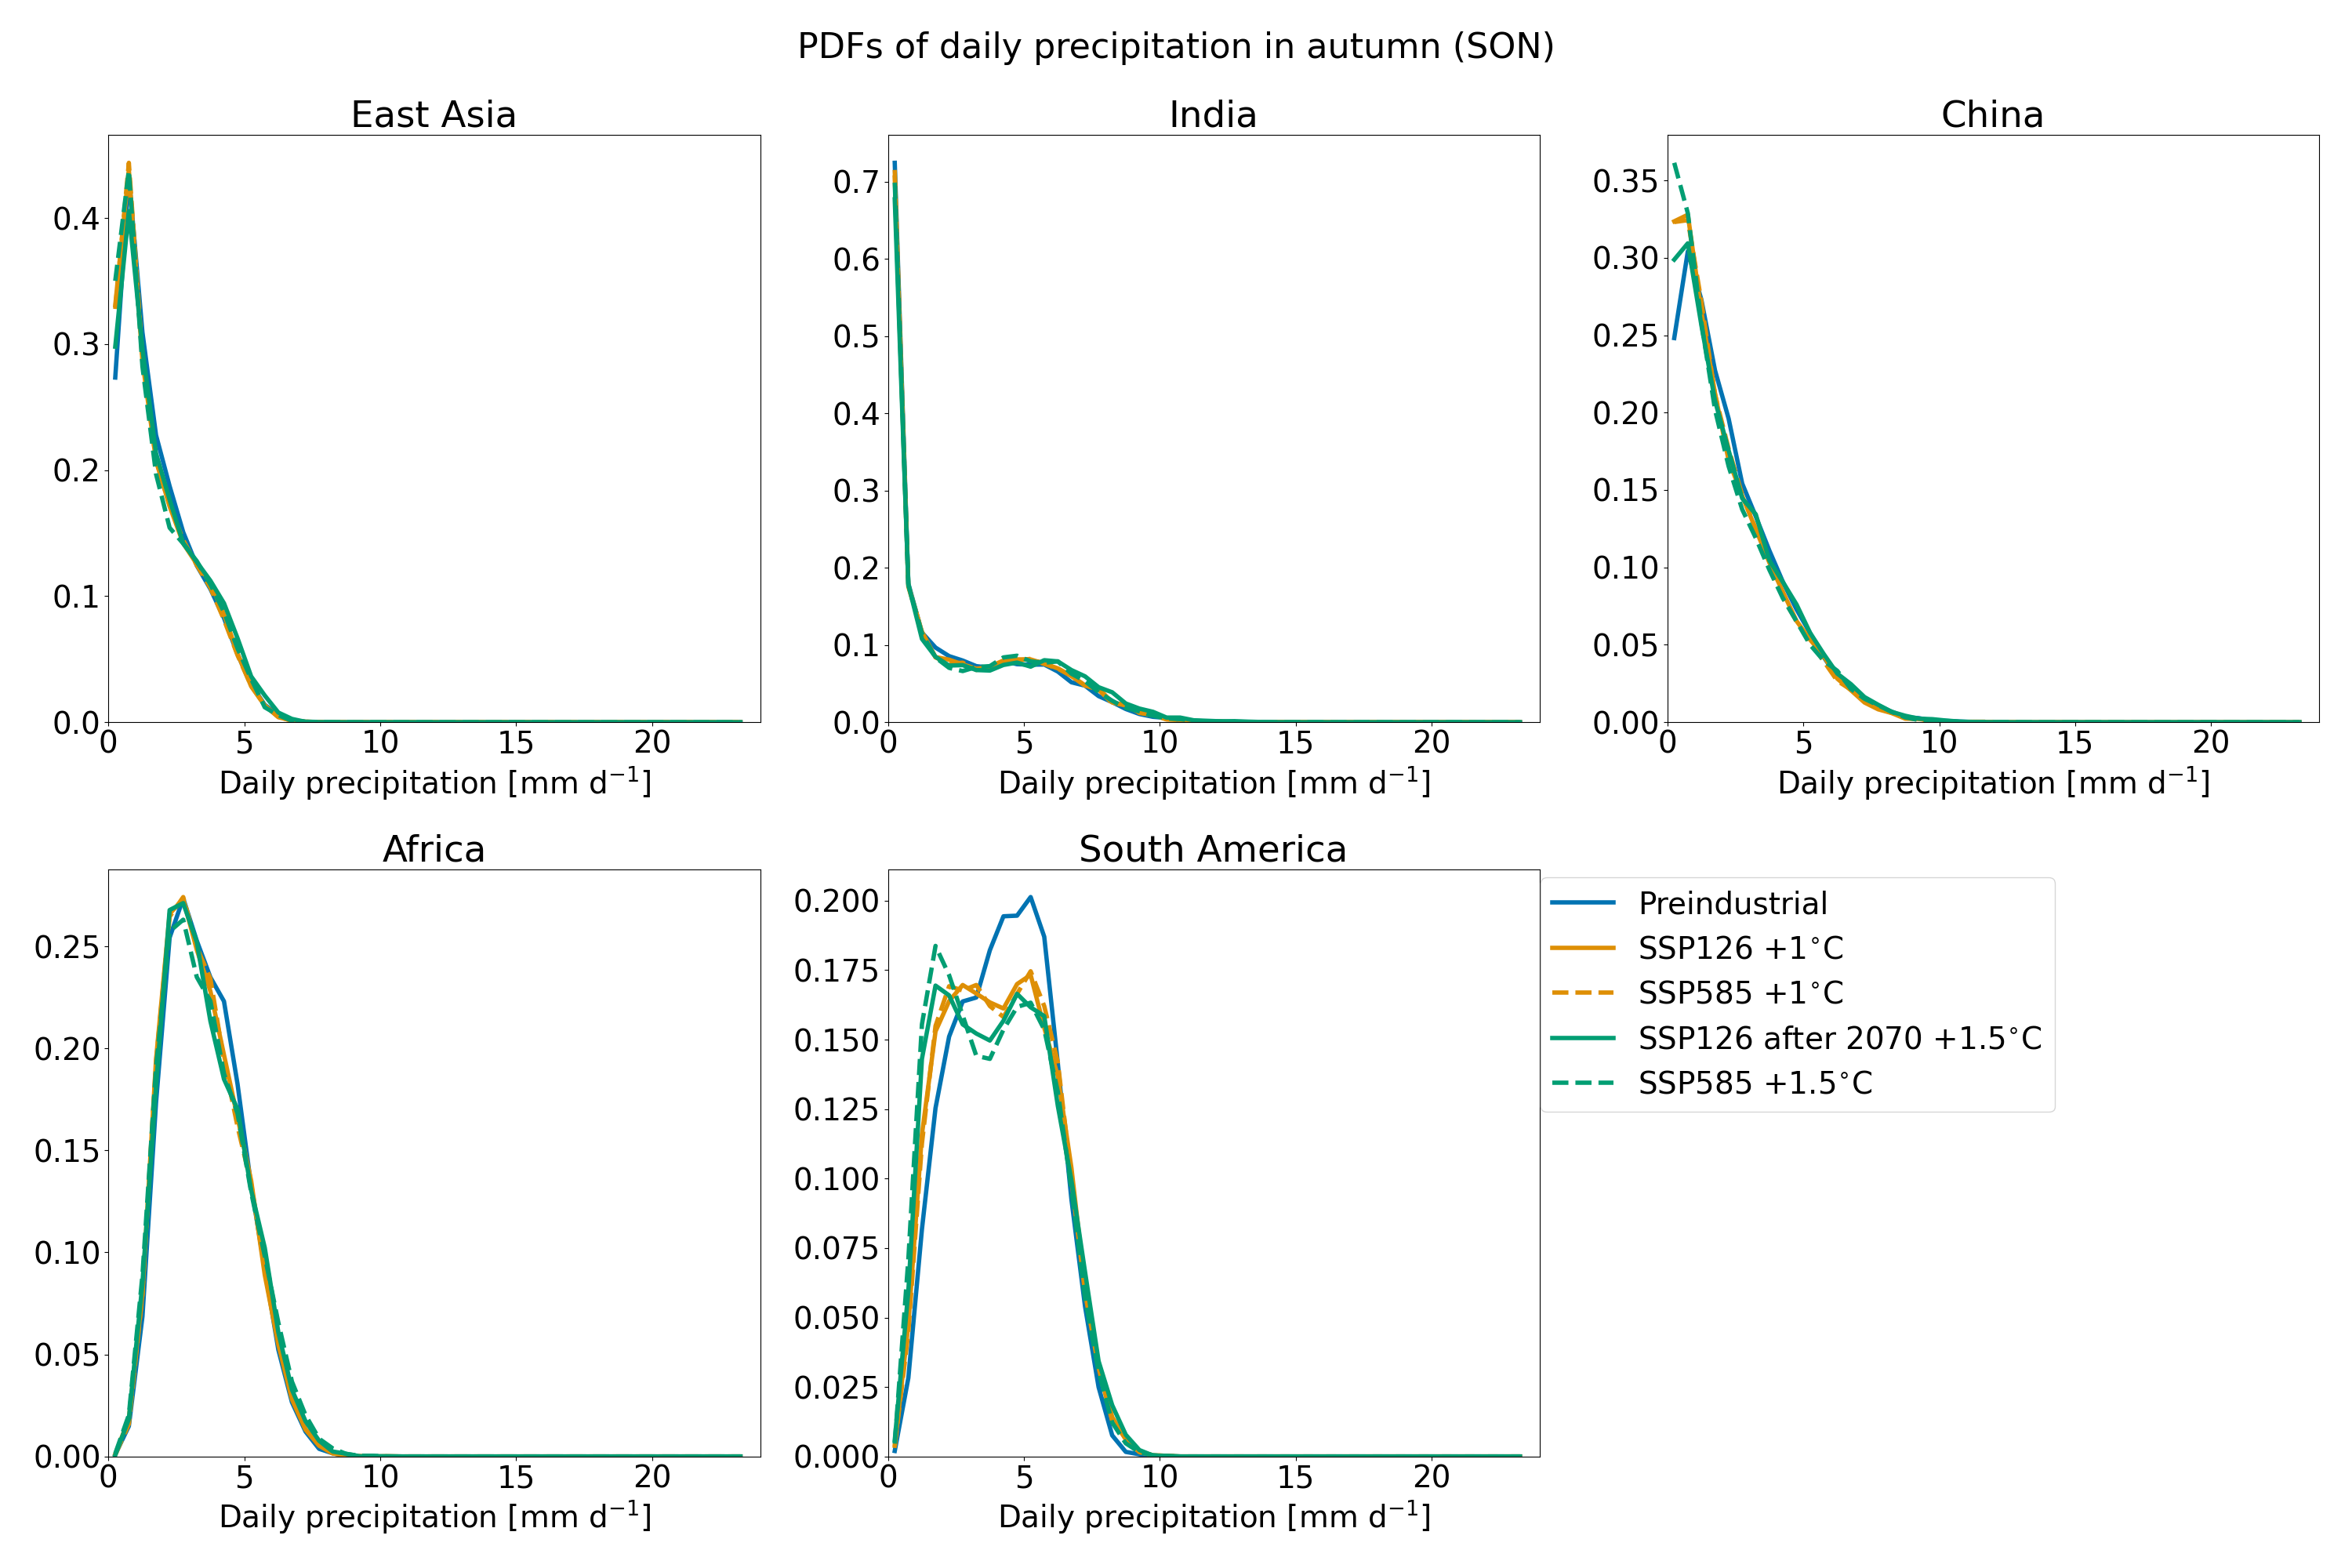 PDFs of daily precipitation in autumn (SON)
East Asia
0.4
0.3
0.2
0.1
0.0
0 5 10 15 20
Daily precipitation [mm d⁻¹]
India
0.7
0.6
0.5
0.4
0.3
0.2
0.1
0.0
0 5 10 15 20
Daily precipitation [mm d⁻¹]
China
0.35
0.30
0.25
0.20
0.15
0.10
0.05
0.00
0 5 10 15 20
Daily precipitation [mm d⁻¹]
Africa
0.25
0.20
0.15
0.10
0.05
0.00
0 5 10 15 20
Daily precipitation [mm d⁻¹]
South America
0.200
0.175
0.150
0.125
0.100
0.075
0.050
0.025
0.000
0 5 10 15 20
Daily precipitation [mm d⁻¹]
Preindustrial
SSP126 +1°C
SSP585 +1°C
SSP126 after 2070 +1.5°C
SSP585 +1.5°C